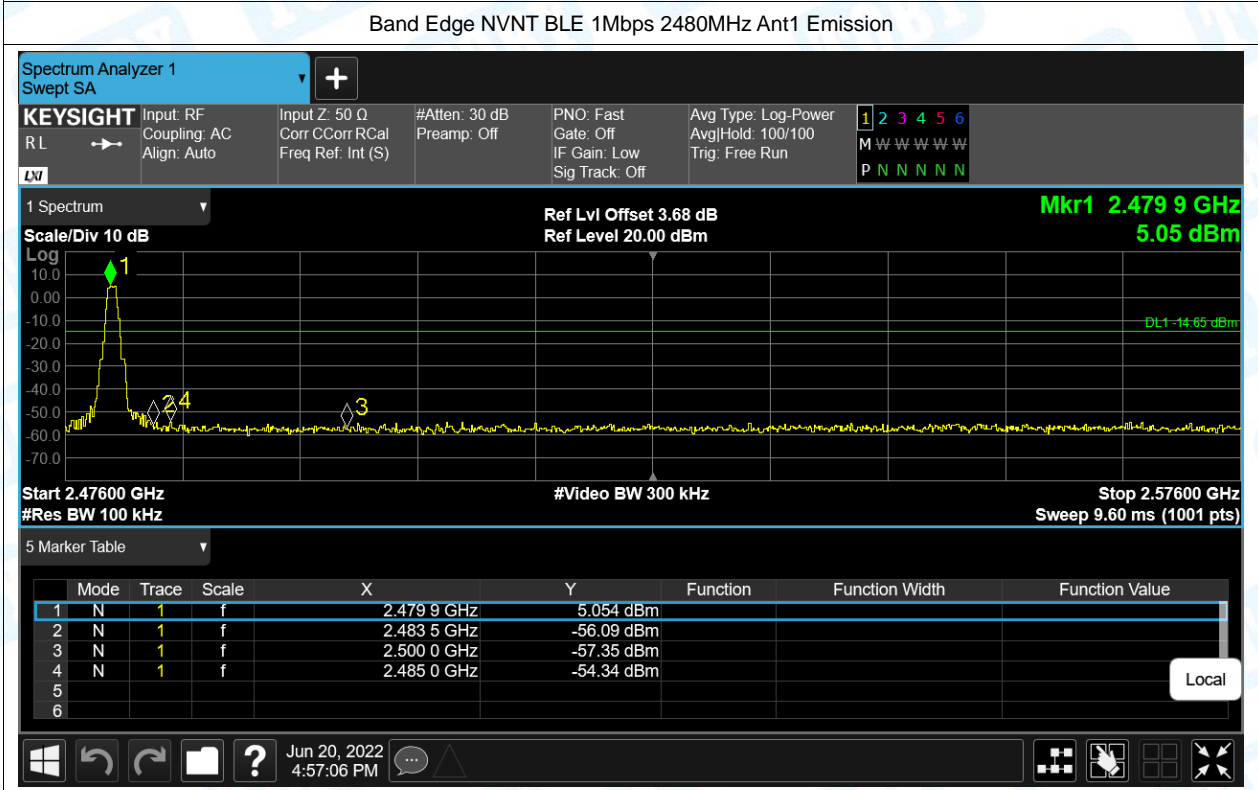 Band Edge NVNT BLE 1Mbps 2480MHz Ant1 Emission
Spectrum Analyzer 1
Swept SA
+
KEYSIGHT
R L
LXI
Input: RF
Coupling: AC
Align: Auto
Input Z: 50 Ω
Corr CCorr RCal
Freq Ref: Int (S)
#Atten: 30 dB
Preamp: Off
PNO: Fast
Gate: Off
IF Gain: Low
Sig Track: Off
Avg Type: Log-Power
Avg|Hold: 100/100
Trig: Free Run
1 2 3 4 5 6
M W W W W W
P N N N N N
1 Spectrum
Scale/Div 10 dB
Ref Lvl Offset 3.68 dB
Ref Level 20.00 dBm
Mkr1 2.479 9 GHz
5.05 dBm
Log
10.0
0.00
-10.0
-20.0
-30.0
-40.0
-50.0
-60.0
-70.0
1
2 4
3
DL1 -14.65 dBm
Start 2.47600 GHz
#Video BW 300 kHz
Stop 2.57600 GHz
#Res BW 100 kHz
Sweep 9.60 ms (1001 pts)
5 Marker Table
Mode Trace Scale X Y Function Function Width Function Value
1 N 1 f 2.479 9 GHz 5.054 dBm
2 N 1 f 2.483 5 GHz -56.09 dBm
3 N 1 f 2.500 0 GHz -57.35 dBm
4 N 1 f 2.485 0 GHz -54.34 dBm
5
6
Local
?
Jun 20, 2022
4:57:06 PM